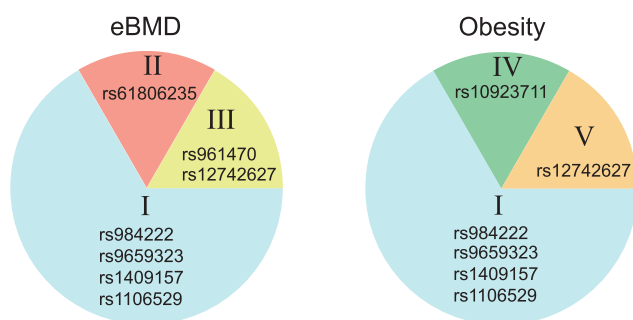 eBMD
II
rs61806235
III
rs961470
rs12742627
I
rs984222
rs9659323
rs1409157
rs1106529
Obesity
IV
rs10923711
V
rs12742627
I
rs984222
rs9659323
rs1409157
rs1106529